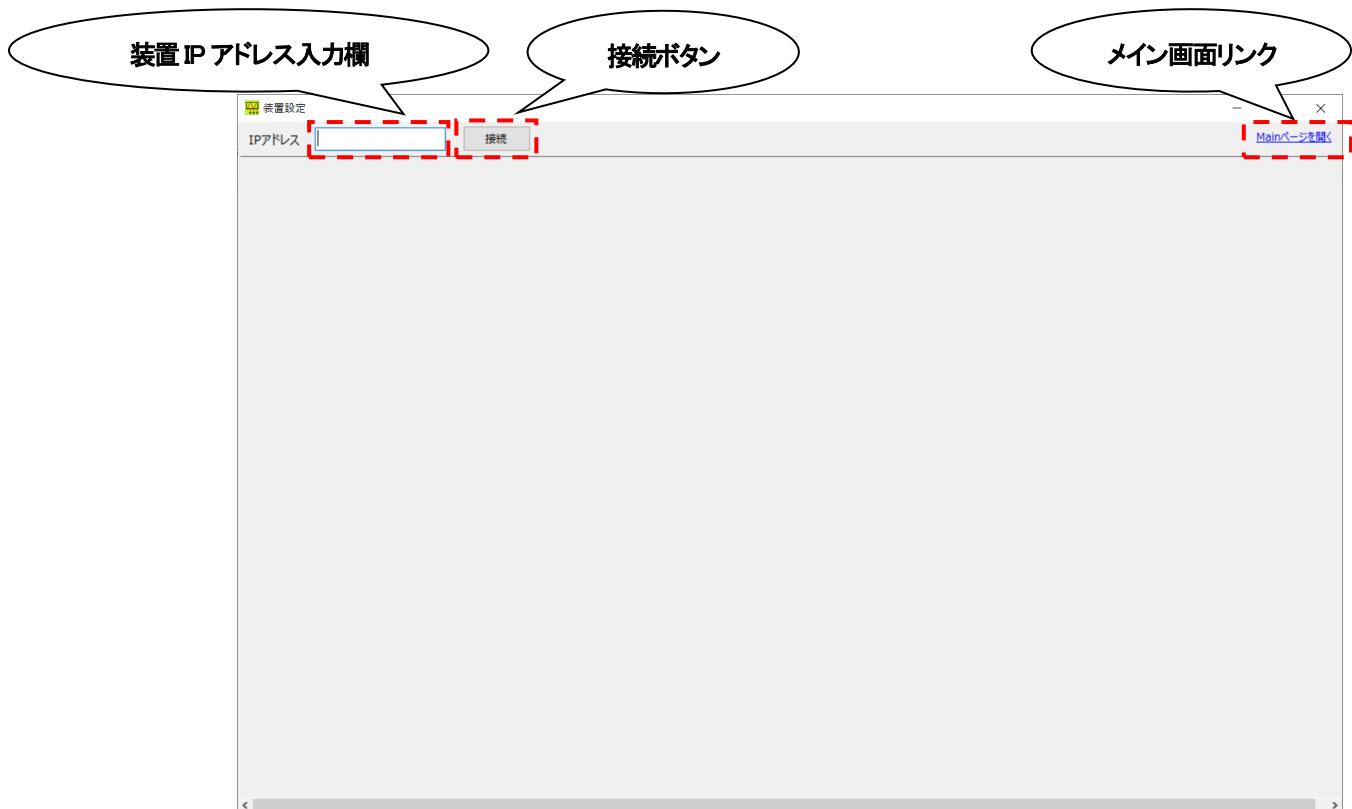 装置 IP アドレス入力欄
接続ボタン
メイン画面リンク
装置設定
IPアドレス
接続
Mainページを開く